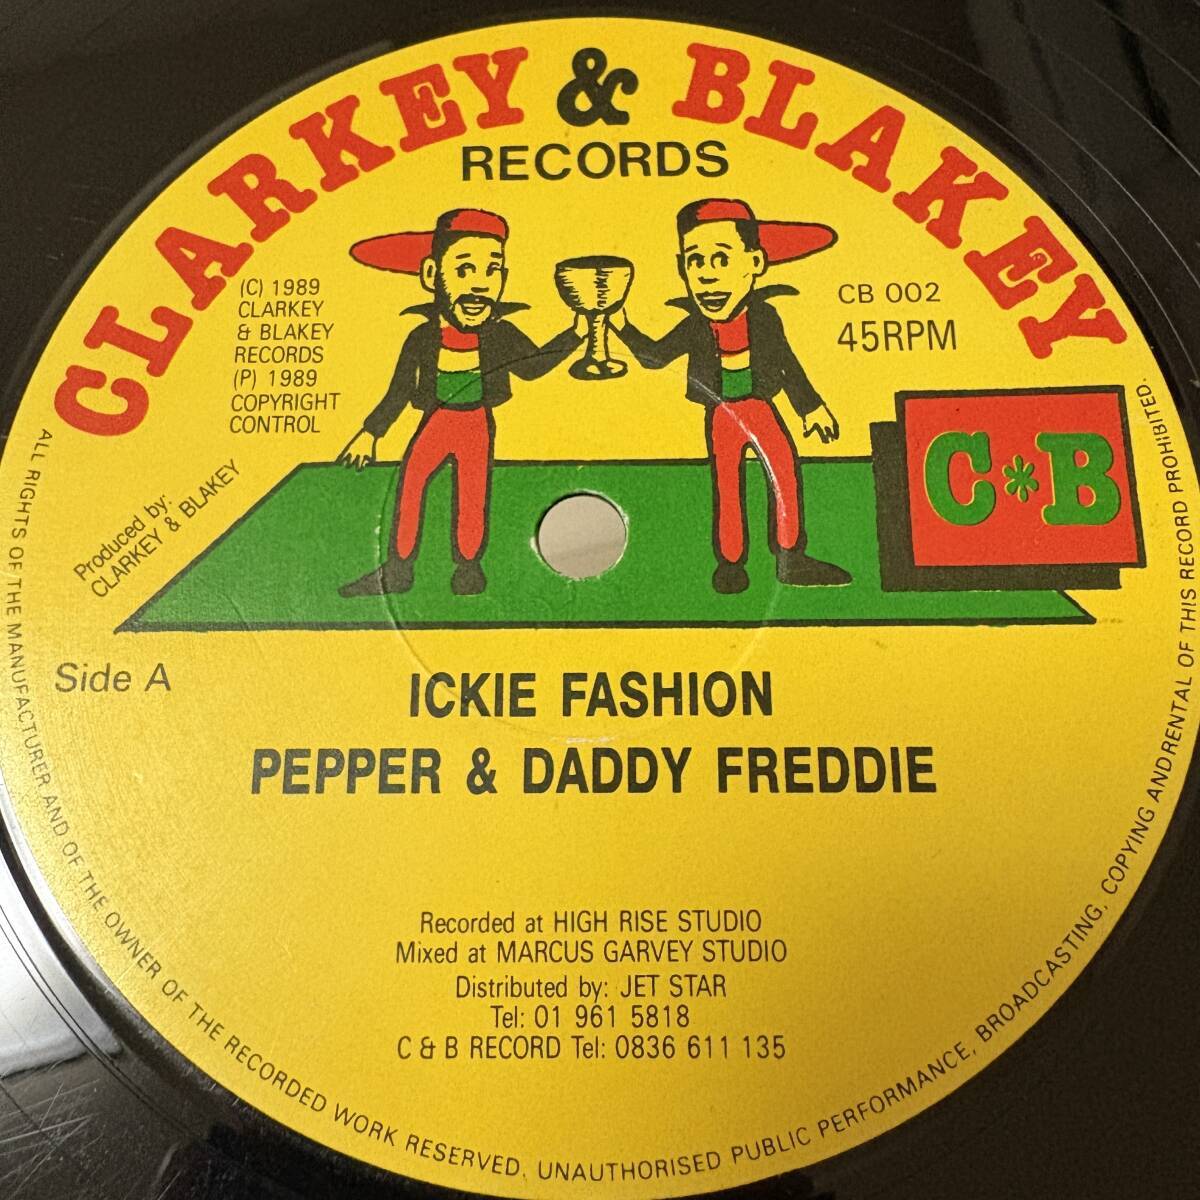 CLARKEY & BLAKEY
RECORDS
(C) 1989
CLARKEY
& BLAKEY
RECORDS
(P) 1989
COPYRIGHT
CONTROL
CB 002
45RPM
C*B
Produced by:
CLARKEY & BLAKEY
Side A
ICKIE FASHION
PEPPER & DADDY FREDDIE
Recorded at HIGH RISE STUDIO
Mixed at MARCUS GARVEY STUDIO
Distributed by: JET STAR
Tel: 01 961 5818
C & B RECORD Tel: 0836 611 135
ALL RIGHTS OF THE MANUFACTURER AND OF THE OWNER OF THE RECORDED WORK RESERVED. UNAUTHORISED PUBLIC PERFORMANCE, BROADCASTING, COPYING AND RENTAL OF THIS RECORD PROHIBITED.